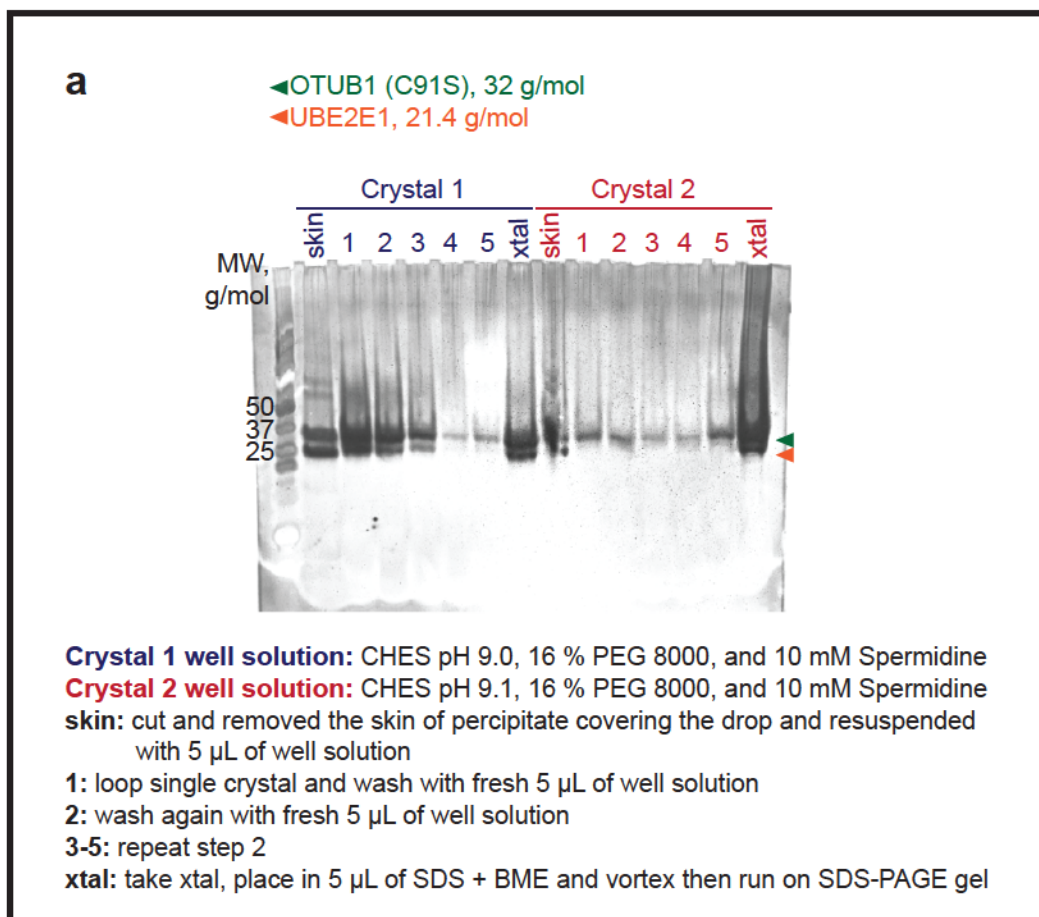 a
OTUB1 (C91S), 32 g/mol
UBE2E1, 21.4 g/mol
Crystal 1 Crystal 2
skin 1 2 3 4 5 xtal skin 1 2 3 4 5 xtal
MW,
g/mol
50
37
25
Crystal 1 well solution: CHES pH 9.0, 16 % PEG 8000, and 10 mM Spermidine
Crystal 2 well solution: CHES pH 9.1, 16 % PEG 8000, and 10 mM Spermidine
skin: cut and removed the skin of percipitate covering the drop and resuspended
with 5 µL of well solution
1: loop single crystal and wash with fresh 5 µL of well solution
2: wash again with fresh 5 µL of well solution
3-5: repeat step 2
xtal: take xtal, place in 5 µL of SDS + BME and vortex then run on SDS-PAGE gel